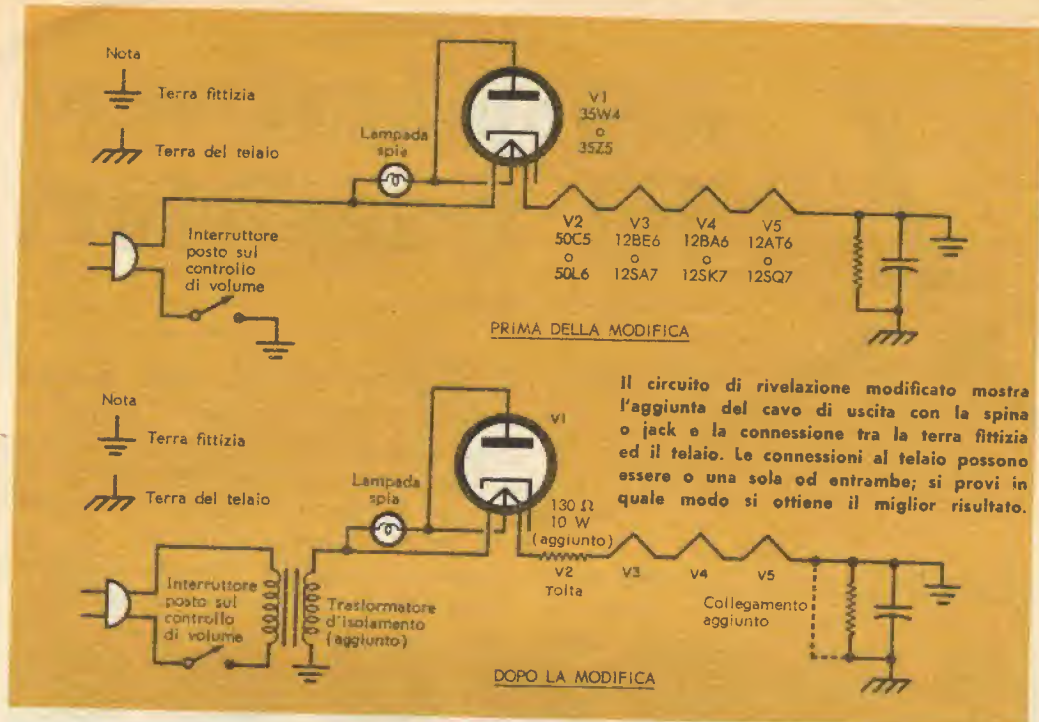 Nota
Terra fittizia
Terra del telaio
Lampada
spia
V1
35W4
o
35Z5
Interruttore
posto sul
controllo
di volume
V2
50C5
o
50L6
V3
12BE6
o
12SA7
V4
12BA6
o
12SK7
V5
12AT6
o
12SQ7
PRIMA DELLA MODIFICA
Il circuito di rivelazione modificato mostra
l'aggiunta del cavo di uscita con la spina
o jack e la connessione tra la terra fittizia
ed il telaio. Le connessioni al telaio possono
essere o una sola od entrambe; si provi in
quale modo si ottiene il miglior risultato.
Nota
Terra fittizia
Terra del telaio
Lampada
spia
V1
130 Ω
10 W
(aggiunto)
V2
Tolta
V3
V4
V5
Interruttore
posto sul
controllo
di volume
Trasformatore
d'isolamento
(aggiunto)
Collegamento
aggiunto
DOPO LA MODIFICA